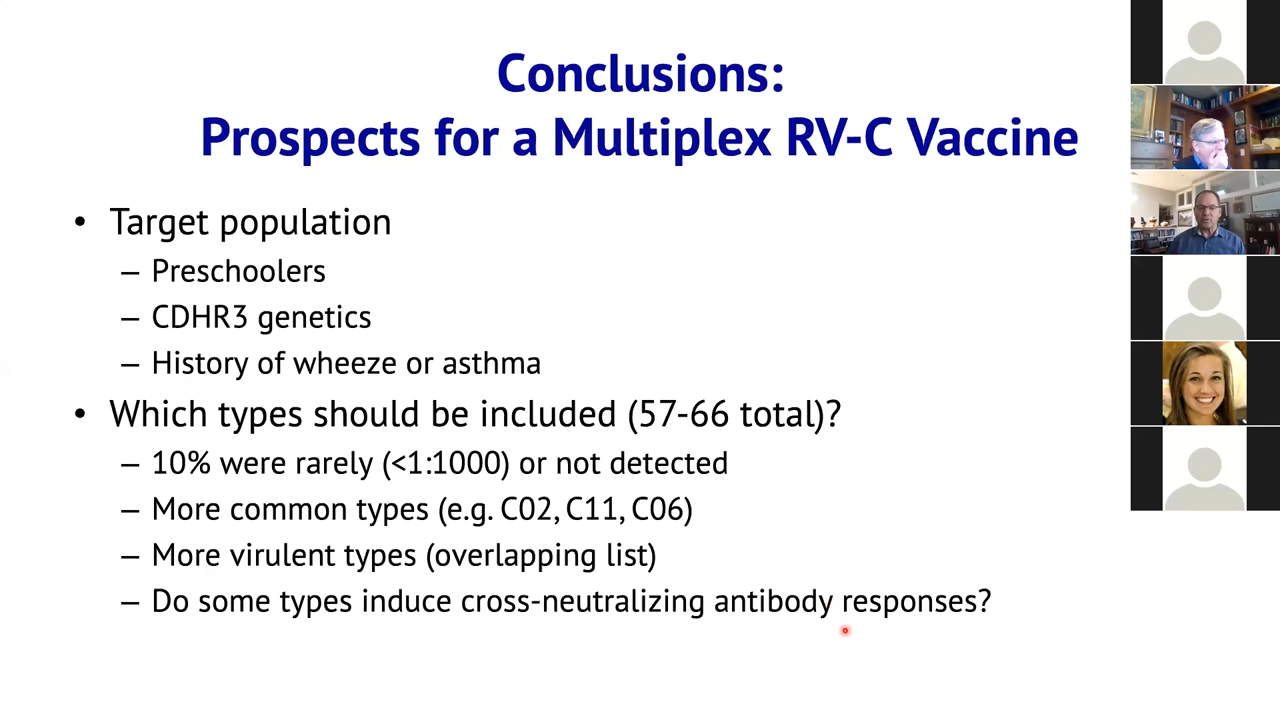 Conclusions:
Prospects for a Multiplex RV-C Vaccine
• Target population
– Preschoolers
– CDHR3 genetics
– History of wheeze or asthma
• Which types should be included (57-66 total)?
– 10% were rarely (<1:1000) or not detected
– More common types (e.g. C02, C11, C06)
– More virulent types (overlapping list)
– Do some types induce cross-neutralizing antibody responses?